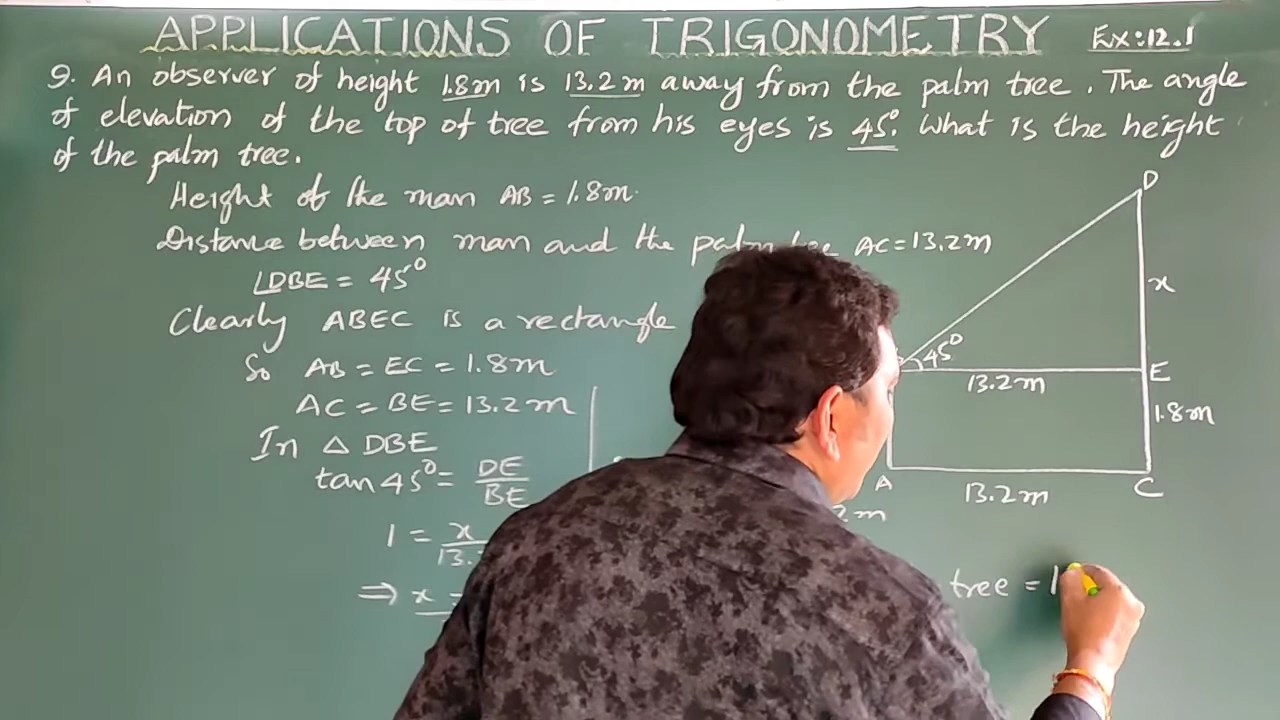 APPLICATIONS OF TRIGONOMETRY Ex:12.1
9. An observer of height 1.8m is 13.2m away from the palm tree. The angle
of elevation of the top of tree from his eyes is 45°. What is the height
of the palm tree.
Height of the man AB = 1.8m.
Distance between man and the palm AC = 13.2m
∠DBE = 45°
Clearly ABEC is a rectangle
So AB = EC = 1.8m
AC = BE = 13.2m
In △ DBE
tan 45° = DE/BE
1 = x/13.
⇒ x =
D
x
45°
13.2m
E
1.8m
A
13.2m
C
2m
tree = 1